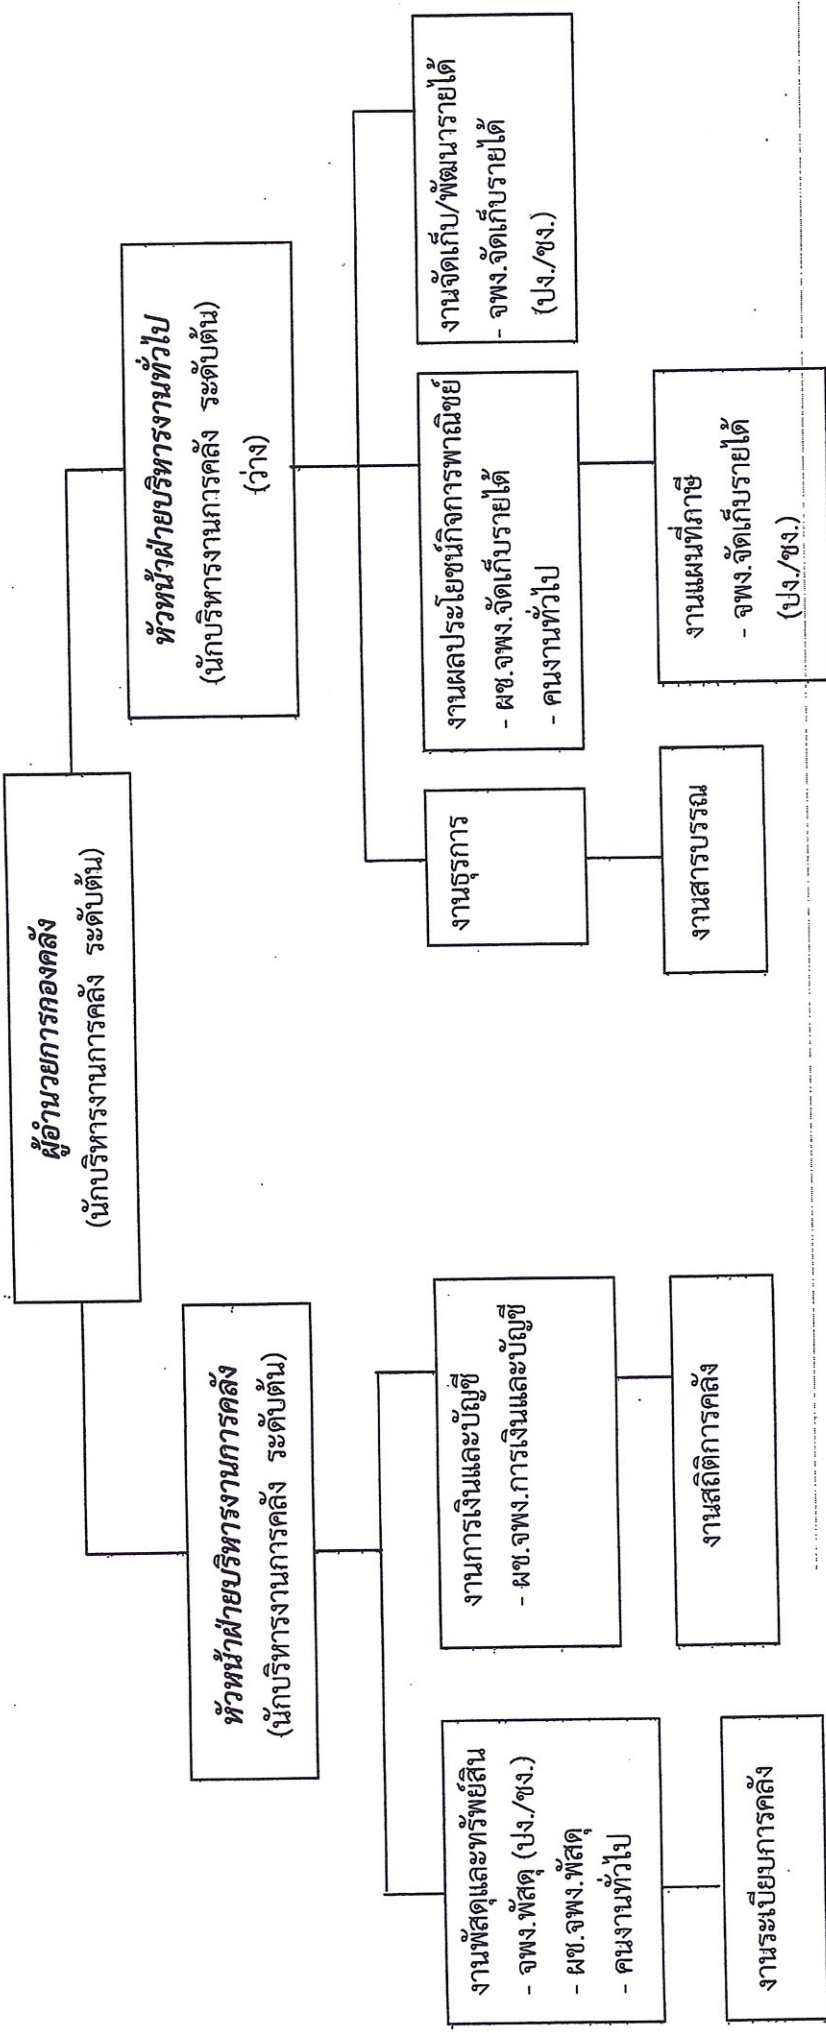 ผู้อำนวยการกองคลัง
(นักบริหารงานการคลัง ระดับต้น)
หัวหน้าฝ่ายบริหารงานการคลัง
(นักบริหารงานการคลัง ระดับต้น)
หัวหน้าฝ่ายบริหารงานทั่วไป
(นักบริหารงานการคลัง ระดับต้น)
(ว่าง)
งานพัสดุและทรัพย์สิน
- จพง.พัสดุ (ปง./ชง.)
- ผช.จพง.พัสดุ
- คนงานทั่วไป
งานการเงินและบัญชี
- ผช.จพง.การเงินและบัญชี
งานธุรการ
งานผลประโยชน์กิจการพาณิชย์
- ผช.จพง.จัดเก็บรายได้
- คนงานทั่วไป
งานจัดเก็บ/พัฒนารายได้
- จพง.จัดเก็บรายได้
(ปง./ชง.)
งานระเบียบการคลัง
งานสถิติการคลัง
งานสารบรรณ
งานแผนที่ภาษี
- จพง.จัดเก็บรายได้
(ปง./ชง.)